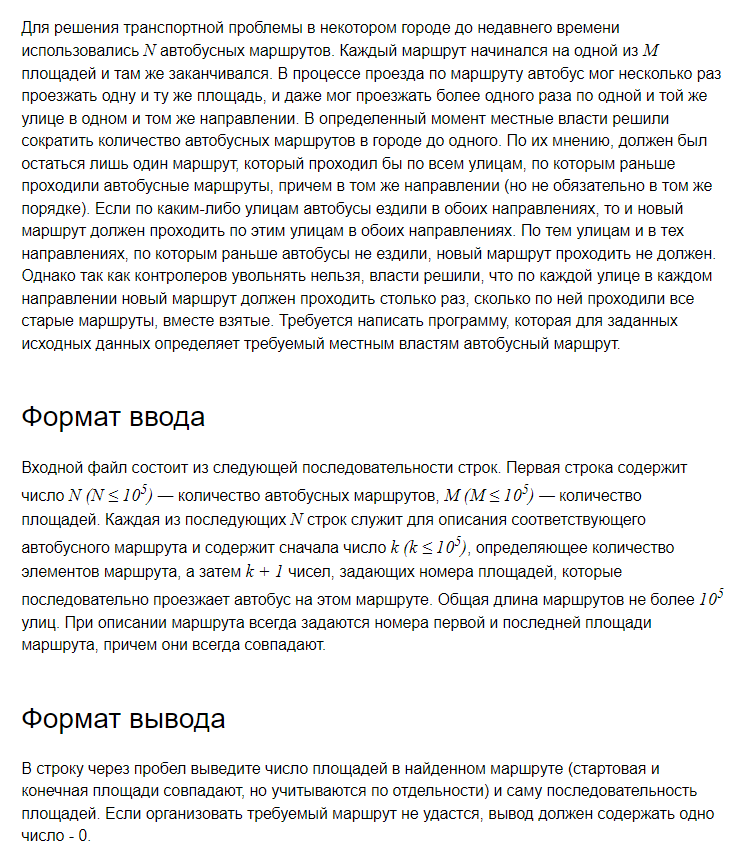 Для решения транспортной проблемы в некотором городе до недавнего времени
использовались N автобусных маршрутов. Каждый маршрут начинался на одной из M
площадей и там же заканчивался. В процессе проезда по маршруту автобус мог несколько раз
проезжать одну и ту же площадь, и даже мог проезжать более одного раза по одной и той же
улице в одном и том же направлении. В определенный момент местные власти решили
сократить количество автобусных маршрутов в городе до одного. По их мнению, должен был
остаться лишь один маршрут, который проходил бы по всем улицам, по которым раньше
проходили автобусные маршруты, причем в том же направлении (но не обязательно в том же
порядке). Если по каким-либо улицам автобусы ездили в обоих направлениях, то и новый
маршрут должен проходить по этим улицам в обоих направлениях. По тем улицам и в тех
направлениях, по которым раньше автобусы не ездили, новый маршрут проходить не должен.
Однако так как контролеров увольнять нельзя, власти решили, что по каждой улице в каждом
направлении новый маршрут должен проходить столько раз, сколько по ней проходили все
старые маршруты, вместе взятые. Требуется написать программу, которая для заданных
исходных данных определяет требуемый местным властям автобусный маршрут.
Формат ввода
Входной файл состоит из следующей последовательности строк. Первая строка содержит
число N (N ≤ 10⁵) — количество автобусных маршрутов, M (M ≤ 10⁵) — количество
площадей. Каждая из последующих N строк служит для описания соответствующего
автобусного маршрута и содержит сначала число k (k ≤ 10⁵), определяющее количество
элементов маршрута, а затем k + 1 чисел, задающих номера площадей, которые
последовательно проезжает автобус на этом маршруте. Общая длина маршрутов не более 10⁵
улиц. При описании маршрута всегда задаются номера первой и последней площади
маршрута, причем они всегда совпадают.
Формат вывода
В строку через пробел выведите число площадей в найденном маршруте (стартовая и
конечная площади совпадают, но учитываются по отдельности) и саму последовательность
площадей. Если организовать требуемый маршрут не удастся, вывод должен содержать одно
число - 0.